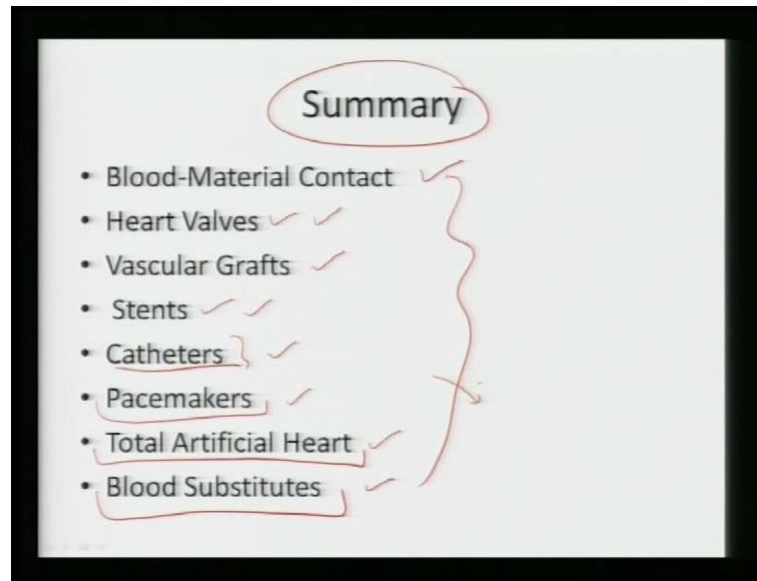 Summary
• Blood-Material Contact
• Heart Valves
• Vascular Grafts
• Stents
• Catheters
• Pacemakers
• Total Artificial Heart
• Blood Substitutes